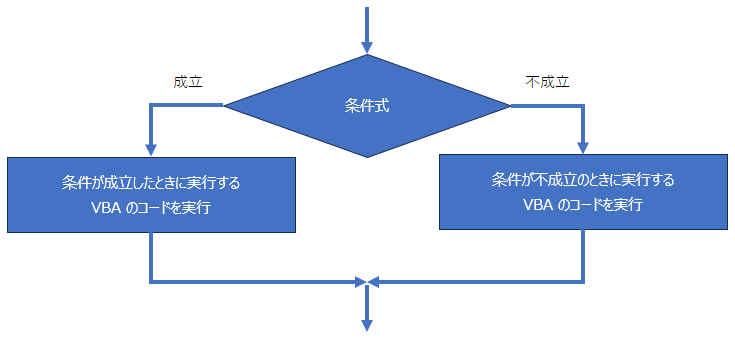 成立
不成立
条件式
条件が成立したときに実行する
VBA のコードを実行
条件が不成立のときに実行する
VBA のコードを実行